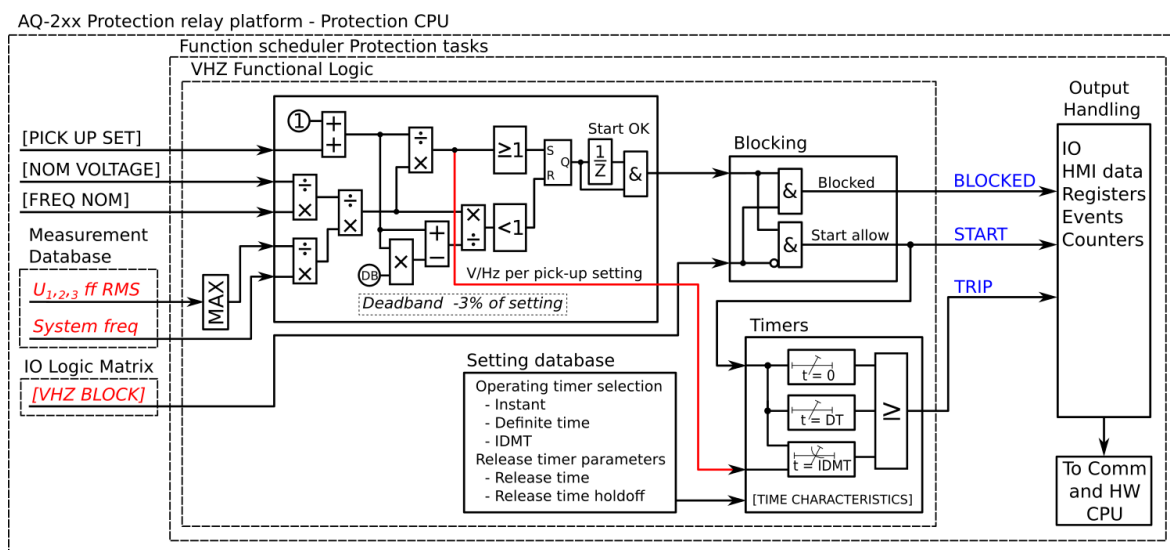 AQ-2xx Protection relay platform - Protection CPU
Function scheduler Protection tasks
VHZ Functional Logic
[PICK UP SET]
[NOM VOLTAGE]
[FREQ NOM]
Measurement
Database
U1,2,3 ff RMS
System freq
IO Logic Matrix
[VHZ BLOCK]
MAX
1
+
+
÷
×
÷
×
÷
×
÷
×
≥1
S
R
Q
Start OK
1
Z
&
×
÷
<1
+
−
×
DB
V/Hz per pick-up setting
Deadband -3% of setting
Blocking
&
Blocked
&
Start allow
BLOCKED
START
TRIP
Output
Handling
IO
HMI data
Registers
Events
Counters
To Comm
and HW
CPU
Setting database
Operating timer selection
- Instant
- Definite time
- IDMT
Release timer parameters
- Release time
- Release time holdoff
Timers
t = 0
t = DT
t = IDMT
≥1
[TIME CHARACTERISTICS]